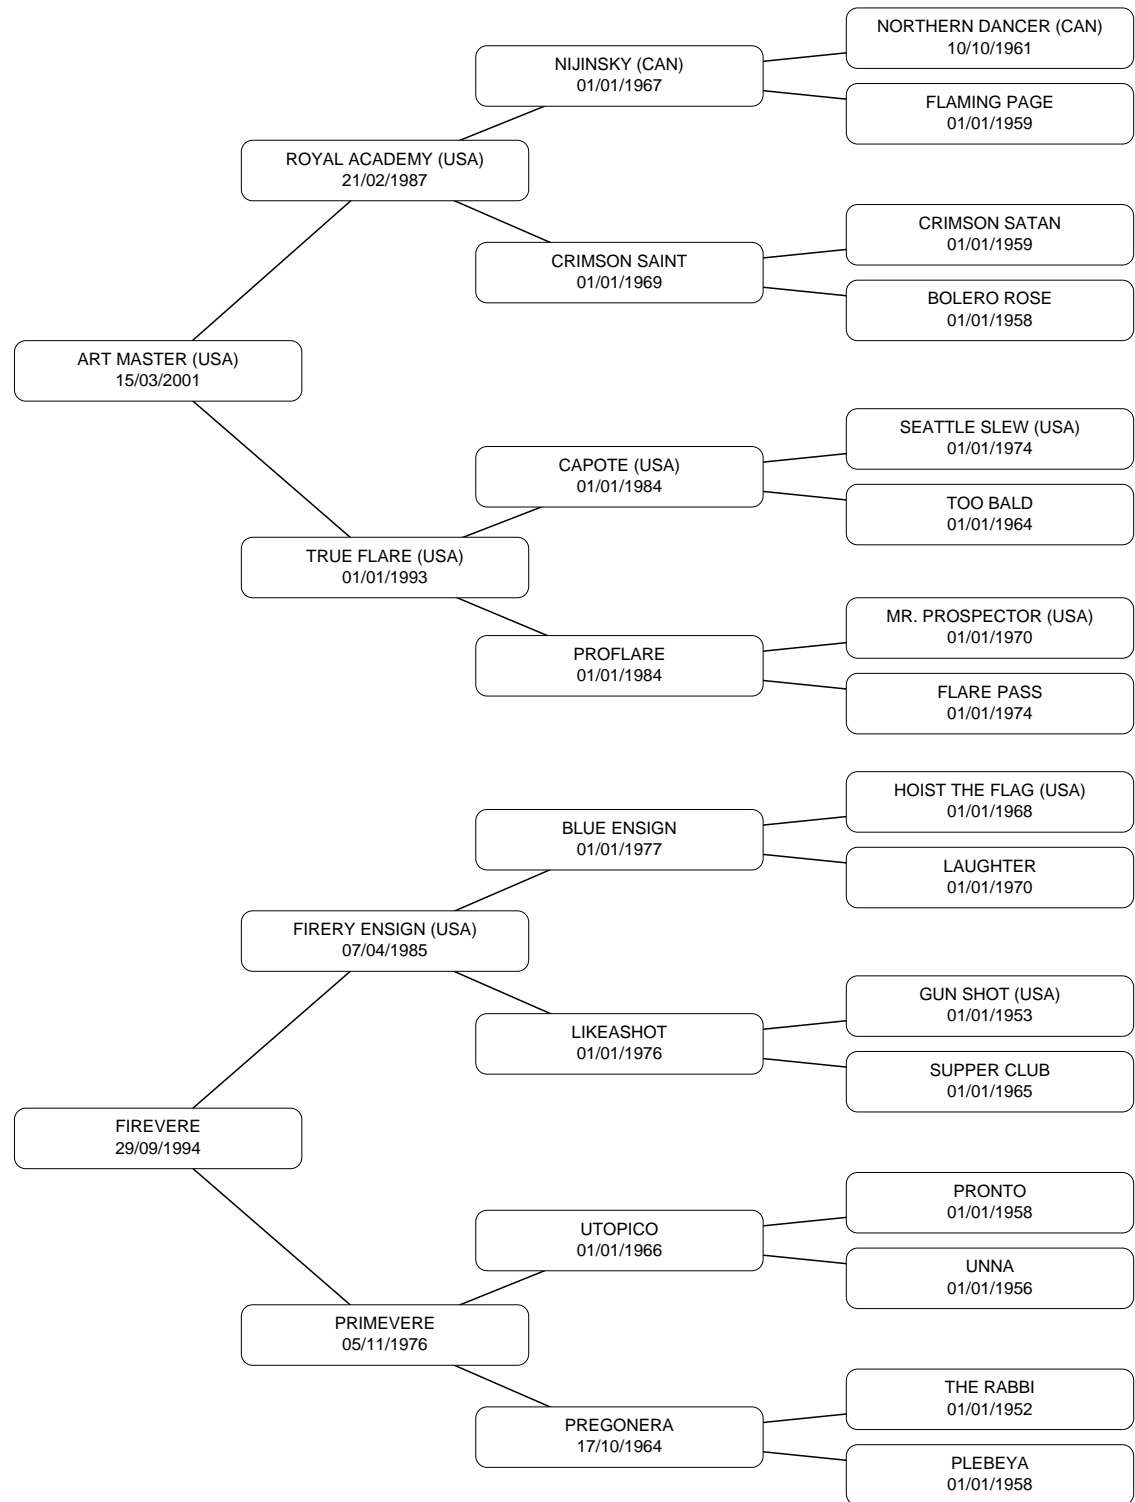 NORTHERN DANCER (CAN)
10/10/1961
NIJINSKY (CAN)
01/01/1967
FLAMING PAGE
01/01/1959
ROYAL ACADEMY (USA)
21/02/1987
CRIMSON SATAN
01/01/1959
CRIMSON SAINT
01/01/1969
BOLERO ROSE
01/01/1958
ART MASTER (USA)
15/03/2001
SEATTLE SLEW (USA)
01/01/1974
CAPOTE (USA)
01/01/1984
TOO BALD
01/01/1964
TRUE FLARE (USA)
01/01/1993
MR. PROSPECTOR (USA)
01/01/1970
PROFLARE
01/01/1984
FLARE PASS
01/01/1974
HOIST THE FLAG (USA)
01/01/1968
BLUE ENSIGN
01/01/1977
LAUGHTER
01/01/1970
FIRERY ENSIGN (USA)
07/04/1985
GUN SHOT (USA)
01/01/1953
LIKEASHOT
01/01/1976
SUPPER CLUB
01/01/1965
FIREVERE
29/09/1994
PRONTO
01/01/1958
UTOPICO
01/01/1966
UNNA
01/01/1956
PRIMEVERE
05/11/1976
THE RABBI
01/01/1952
PREGONERA
17/10/1964
PLEBEYA
01/01/1958